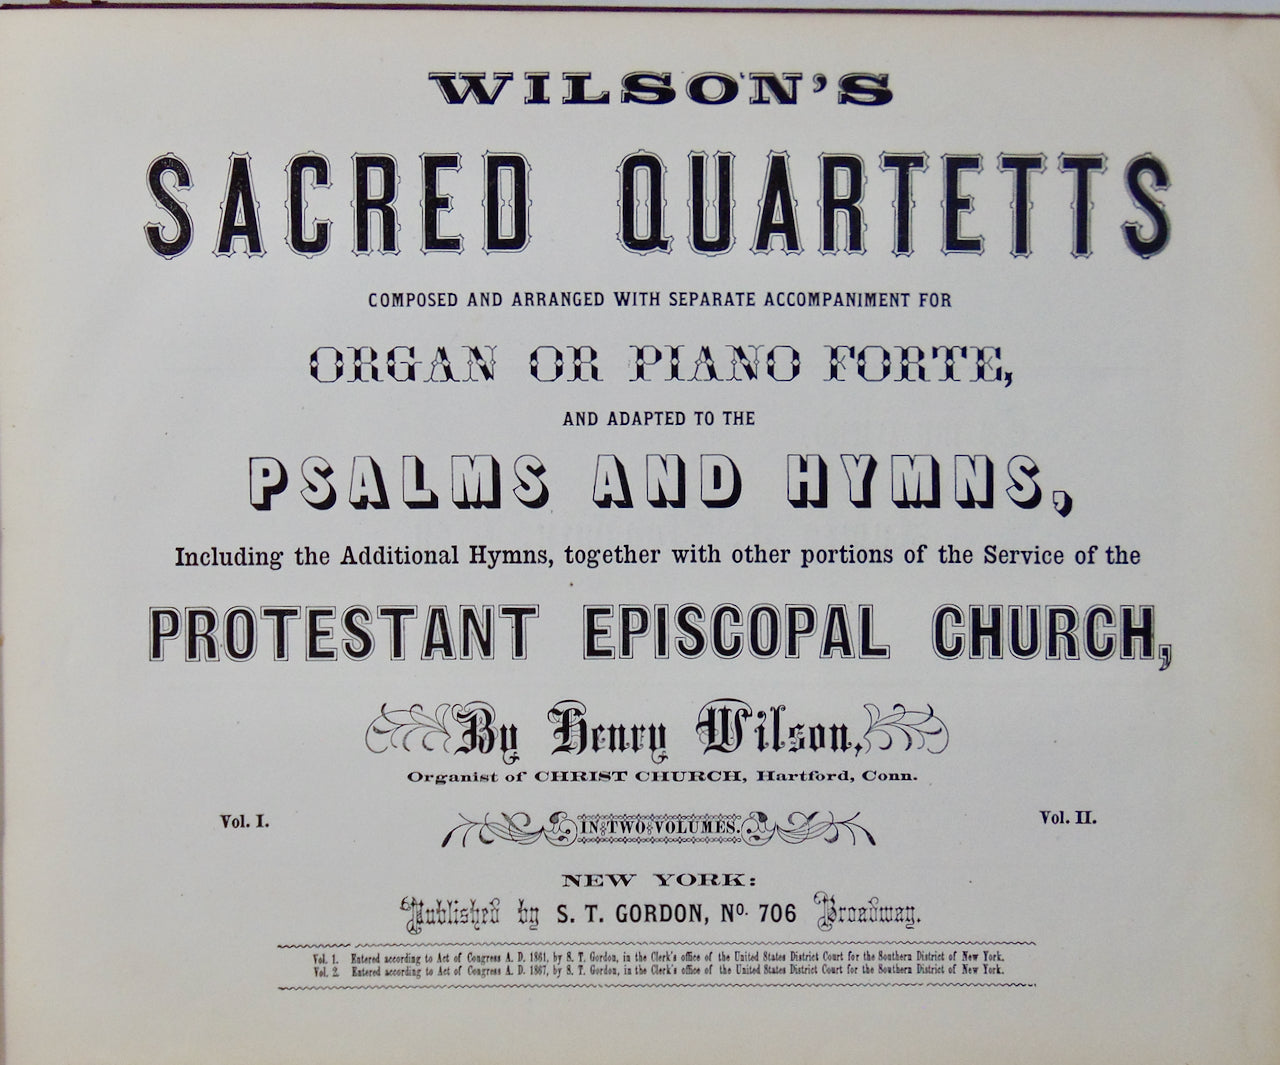 WILSON'S
SACRED QUARTETTS
COMPOSED AND ARRANGED WITH SEPARATE ACCOMPANIMENT FOR
ORGAN OR PIANO FORTE,
AND ADAPTED TO THE
PSALMS AND HYMNS,
Including the Additional Hymns, together with other portions of the Service of the
PROTESTANT EPISCOPAL CHURCH,
By Henry Wilson,
Organist of CHRIST CHURCH, Hartford, Conn.
Vol. I. IN TWO VOLUMES. Vol. II.
NEW YORK:
Published by S. T. GORDON, No. 706 Broadway.
Vol. 1. Entered according to Act of Congress A. D. 1861, by S. T. Gordon, in the Clerk's office of the United States District Court for the Southern District of New York.
Vol. 2. Entered according to Act of Congress A. D. 1867, by S. T. Gordon, in the Clerk's office of the United States District Court for the Southern District of New York.